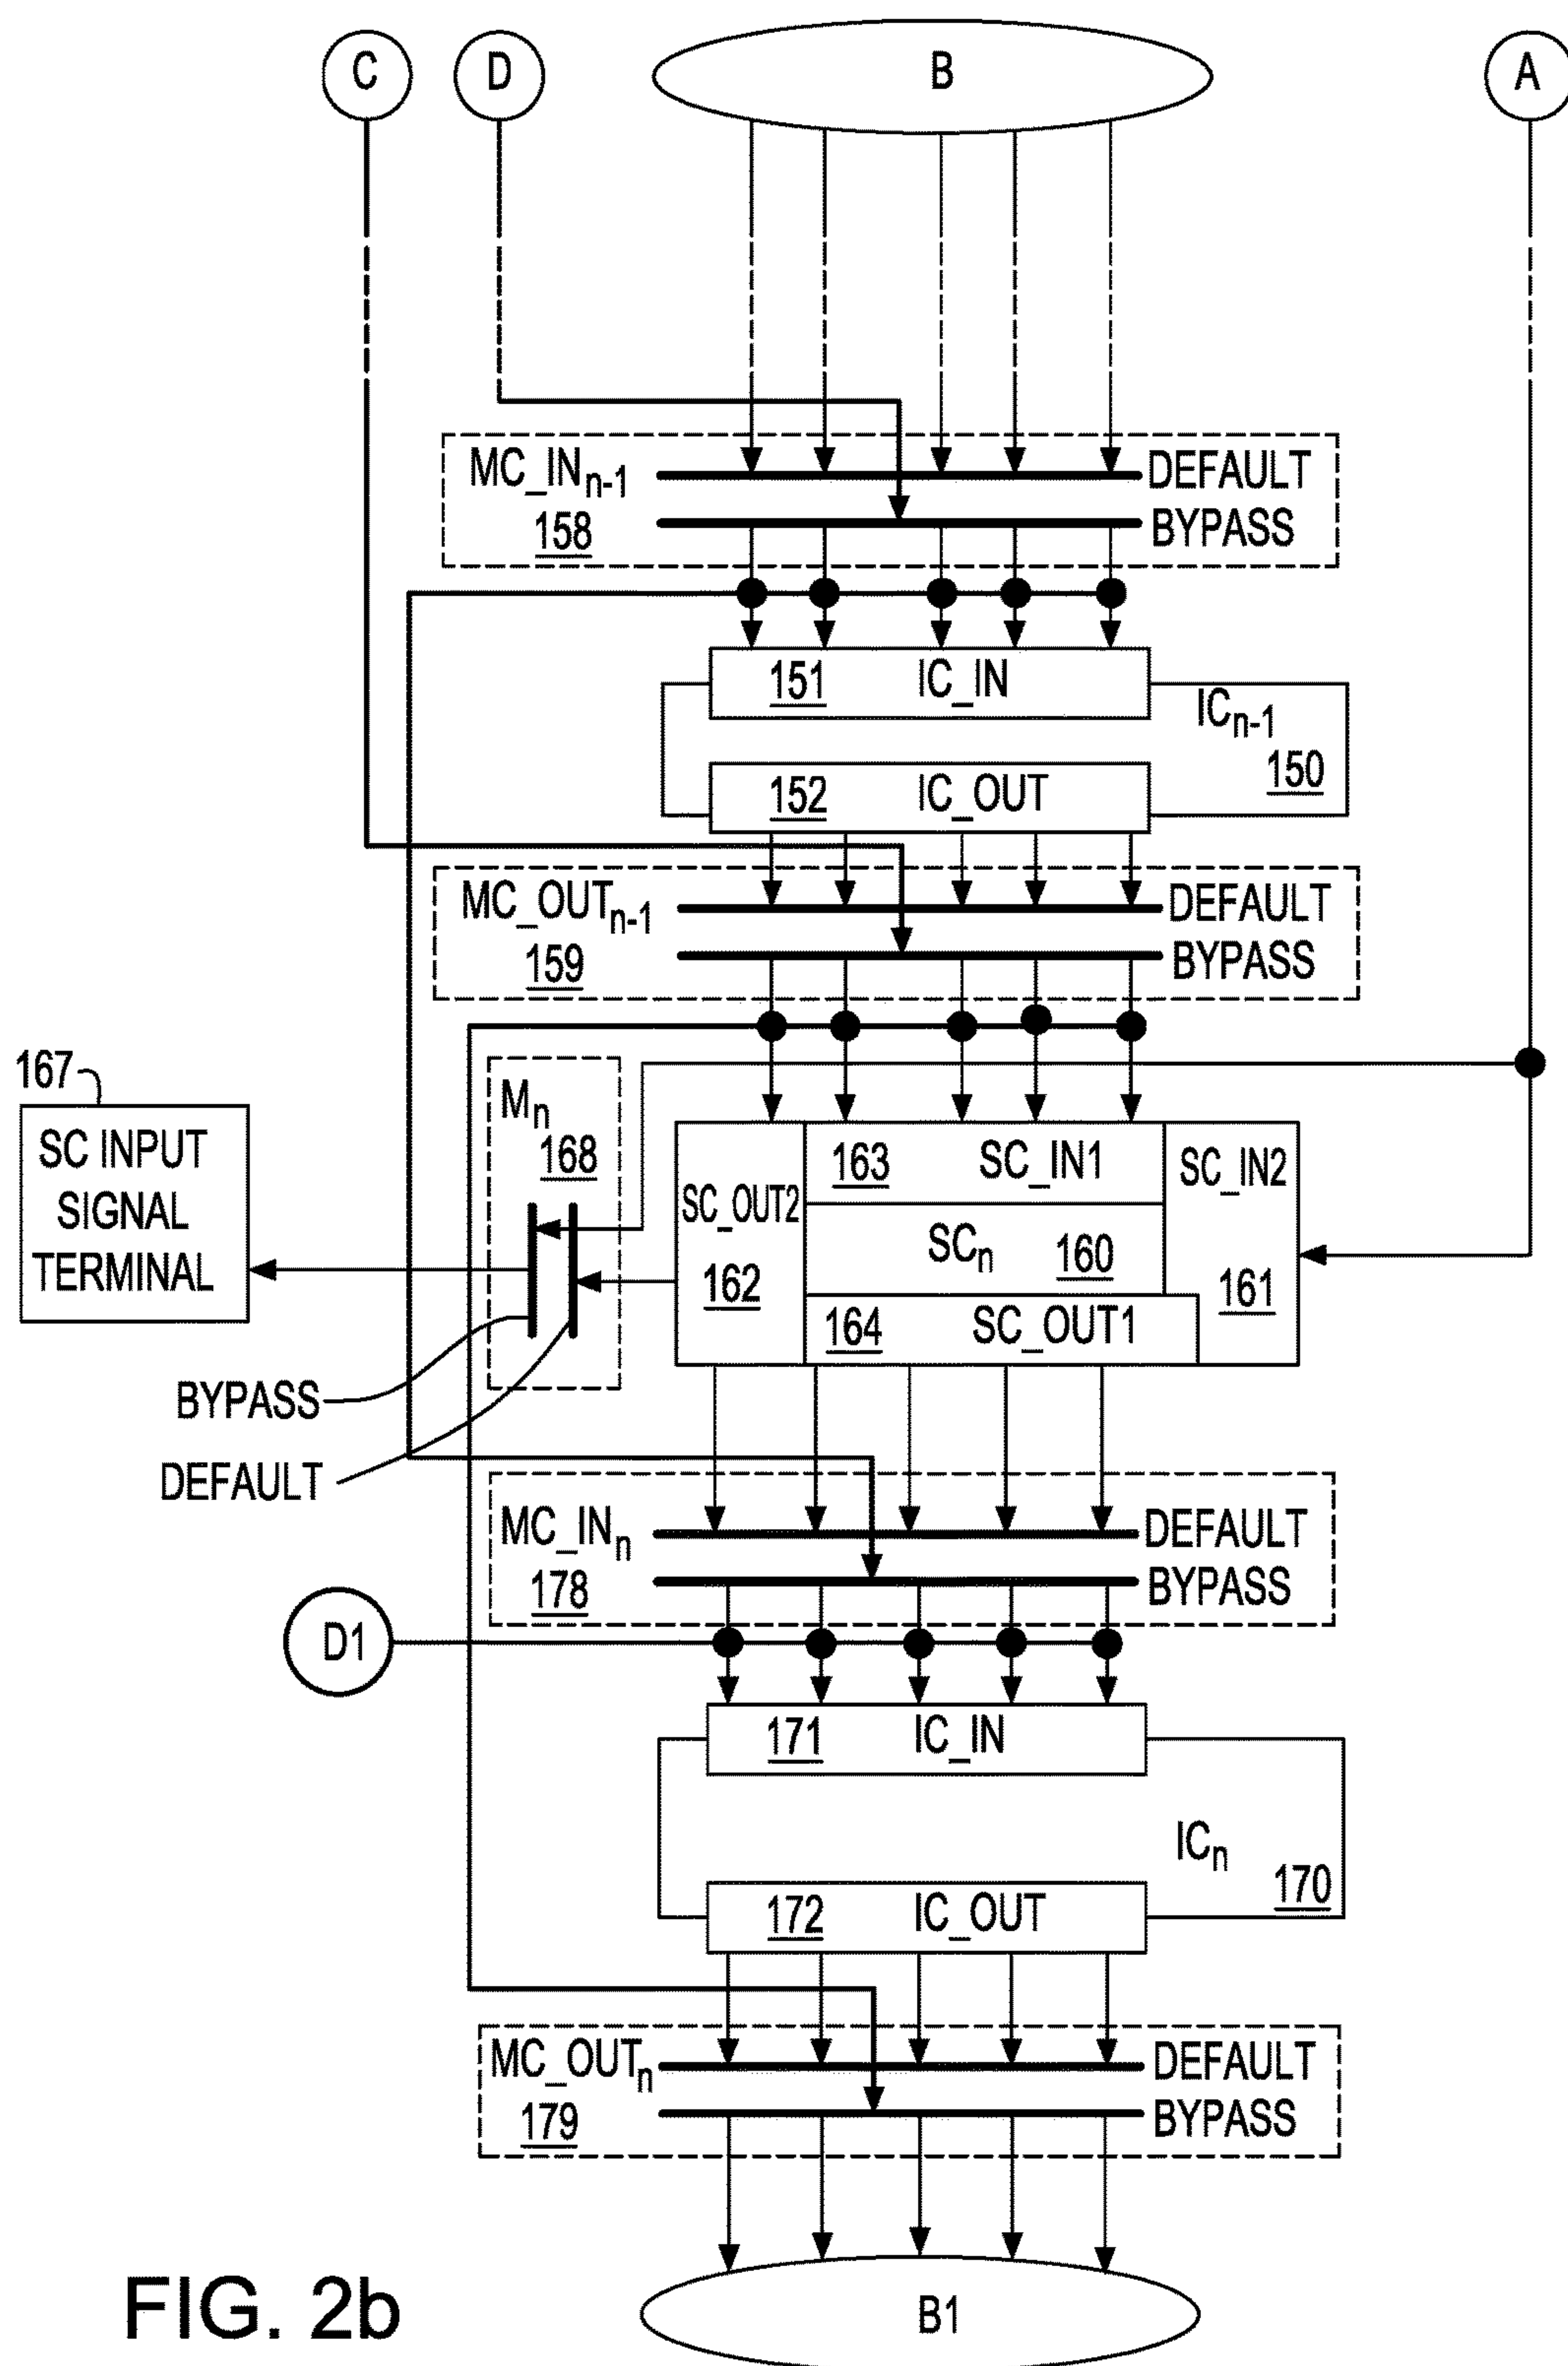 C
D
B
A
MC_INn-1
158
DEFAULT
BYPASS
151 IC_IN
ICn-1
150
152 IC_OUT
MC_OUTn-1
159
DEFAULT
BYPASS
167
SC INPUT
SIGNAL
TERMINAL
Mn
168
SC_OUT2
162
163 SC_IN1
SCn 160
164 SC_OUT1
SC_IN2
161
BYPASS
DEFAULT
MC_INn
178
DEFAULT
BYPASS
D1
171 IC_IN
ICn
170
172 IC_OUT
MC_OUTn
179
DEFAULT
BYPASS
B1
FIG. 2b